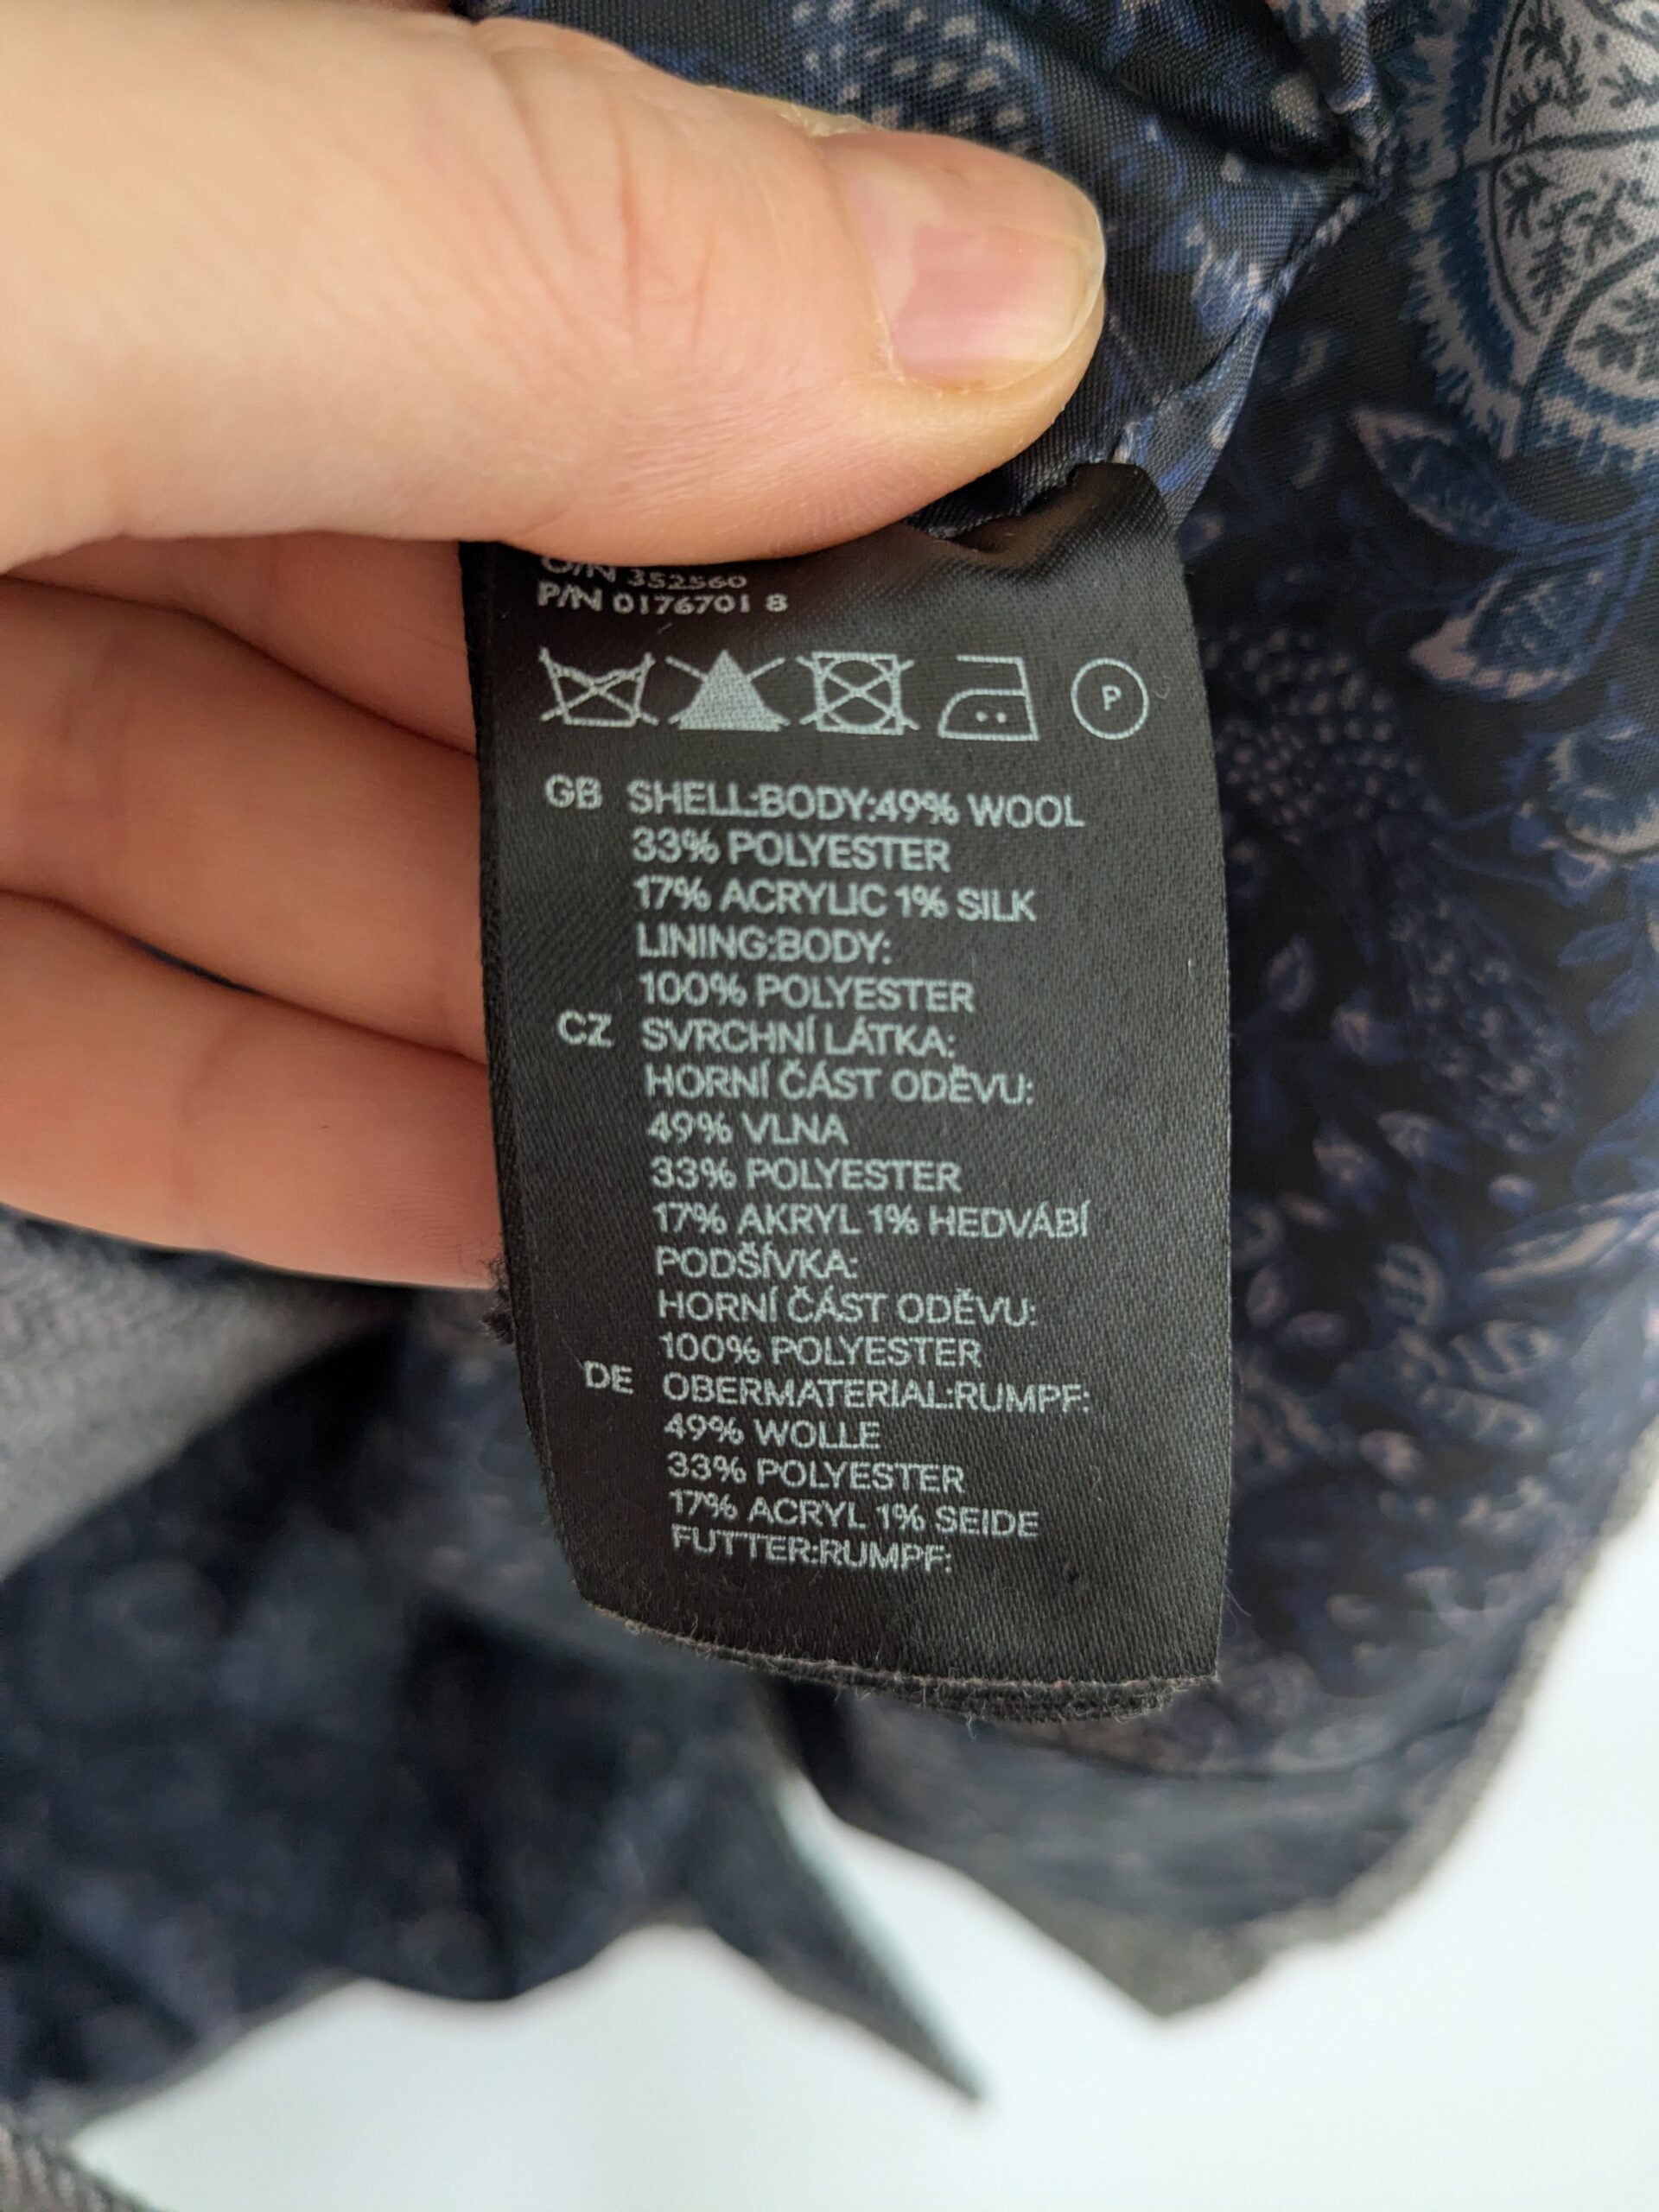 O/N 352560
P/N 0176701 8
P
GB SHELL:BODY:49% WOOL
33% POLYESTER
17% ACRYLIC 1% SILK
LINING:BODY:
100% POLYESTER
CZ SVRCHNÍ LÁTKA:
HORNÍ ČÁST ODĚVU:
49% VLNA
33% POLYESTER
17% AKRYL 1% HEDVÁBÍ
PODŠÍVKA:
HORNÍ ČÁST ODĚVU:
100% POLYESTER
DE OBERMATERIAL:RUMPF:
49% WOLLE
33% POLYESTER
17% ACRYL 1% SEIDE
FUTTER:RUMPF: